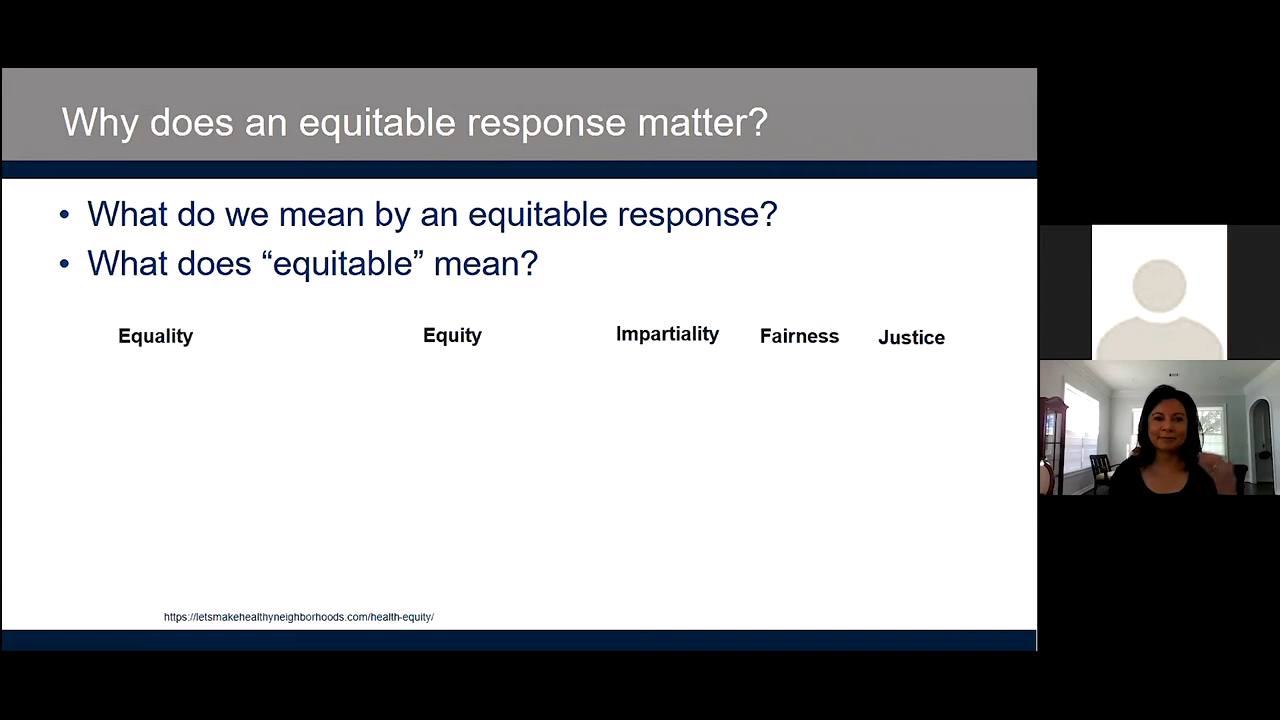 Why does an equitable response matter?
• What do we mean by an equitable response?
• What does “equitable” mean?
Equality Equity Impartiality Fairness Justice
https://letsmakehealthyneighborhoods.com/health-equity/